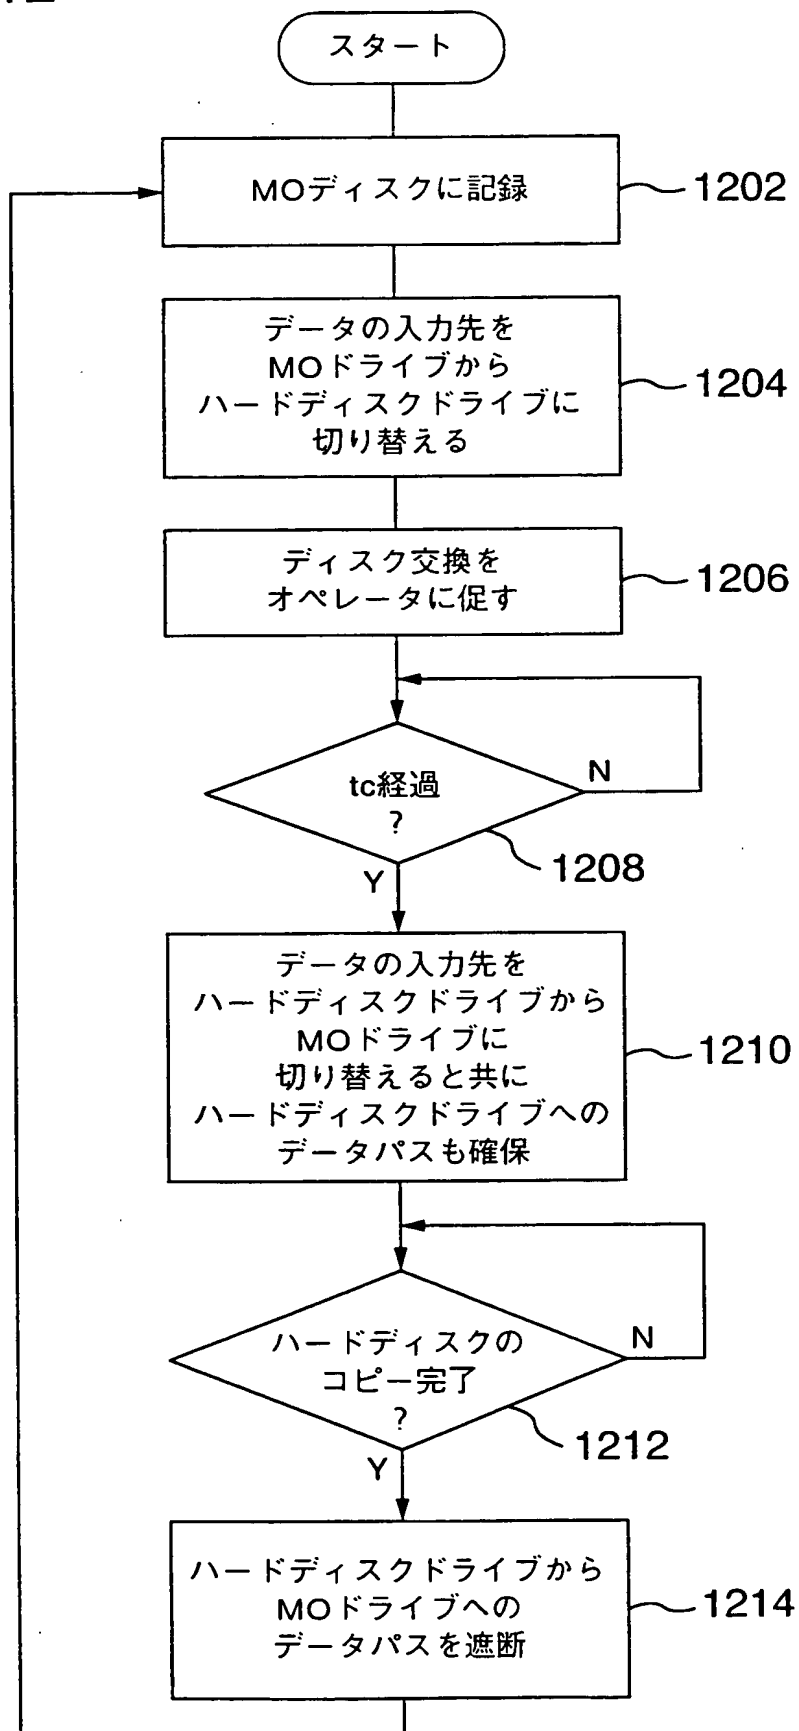 スタート
MOディスクに記録
1202
データの入力先を
MOドライブから
ハードディスクドライブに
切り替える
1204
ディスク交換を
オペレータに促す
1206
tc経過
?
N
1208
Y
データの入力先を
ハードディスクドライブから
MOドライブに
切り替えると共に
ハードディスクドライブへの
データパスも確保
1210
ハードディスクの
コピー完了
?
N
1212
Y
ハードディスクドライブから
MOドライブへの
データパスを遮断
1214